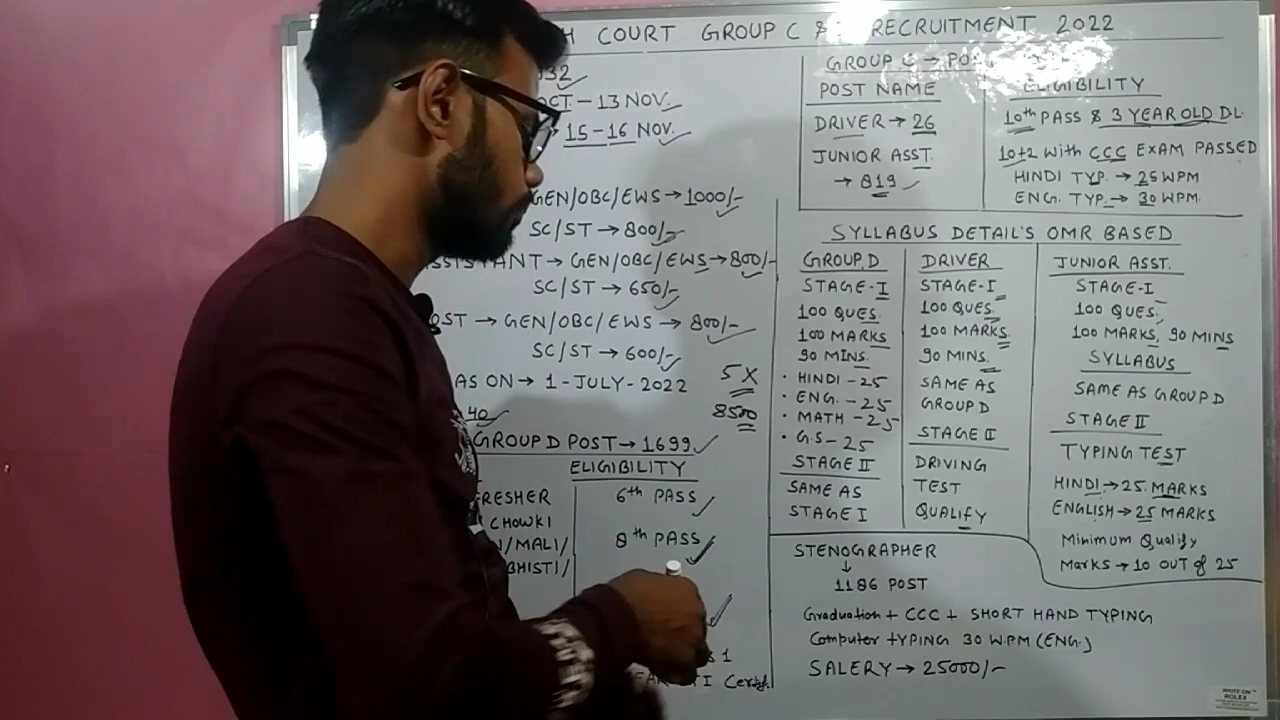 COURT GROUP C & RECRUITMENT 2022
OCT - 13 NOV.
15-16 NOV.
GEN/OBC/EWS → 1000/-
SC/ST → 800/-
→ GEN/OBC/EWS → 800/-
SC/ST → 650/-
→ GEN/OBC/EWS → 800/-
SC/ST → 600/-
AS ON → 1-JULY-2022
5X
8500
40
GROUP D POST → 1699
ELIGIBILITY
6th PASS
CHOWKI
8th PASS
/MALI/
BHISTI/
GROUP C →
POST NAME
ELIGIBILITY
DRIVER → 26
10th PASS & 3 YEAR OLD DL.
JUNIOR ASST.
→ 819
10+2 With CCC EXAM PASSED
HINDI TYP. → 25 WPM
ENG. TYP. → 30 WPM.
SYLLABUS DETAIL'S OMR BASED
GROUP.D
STAGE-I
100 QUES.
100 MARKS
90 MINS.
• HINDI - 25
• ENG. - 25
• MATH - 25
• G.S - 25
STAGE II
SAME AS
STAGE I
DRIVER
STAGE-I
100 QUES.
100 MARKS.
90 MINS.
SAME AS
GROUP D
STAGE II
DRIVING
TEST
QUALIFY
JUNIOR ASST.
STAGE-I
100 QUES.
100 MARKS, 90 MINS
SYLLABUS
SAME AS GROUP D
STAGE II
TYPING TEST
HINDI → 25 MARKS
ENGLISH → 25 MARKS
Minimum Qualify
Marks → 10 OUT of 25
STENOGRAPHER
↓
1186 POST
Graduation + CCC + SHORT HAND TYPING
Computer tYPING 30 W.PM (ENG.)
SALERY → 25000/-
WRITE ON™
ROLEX